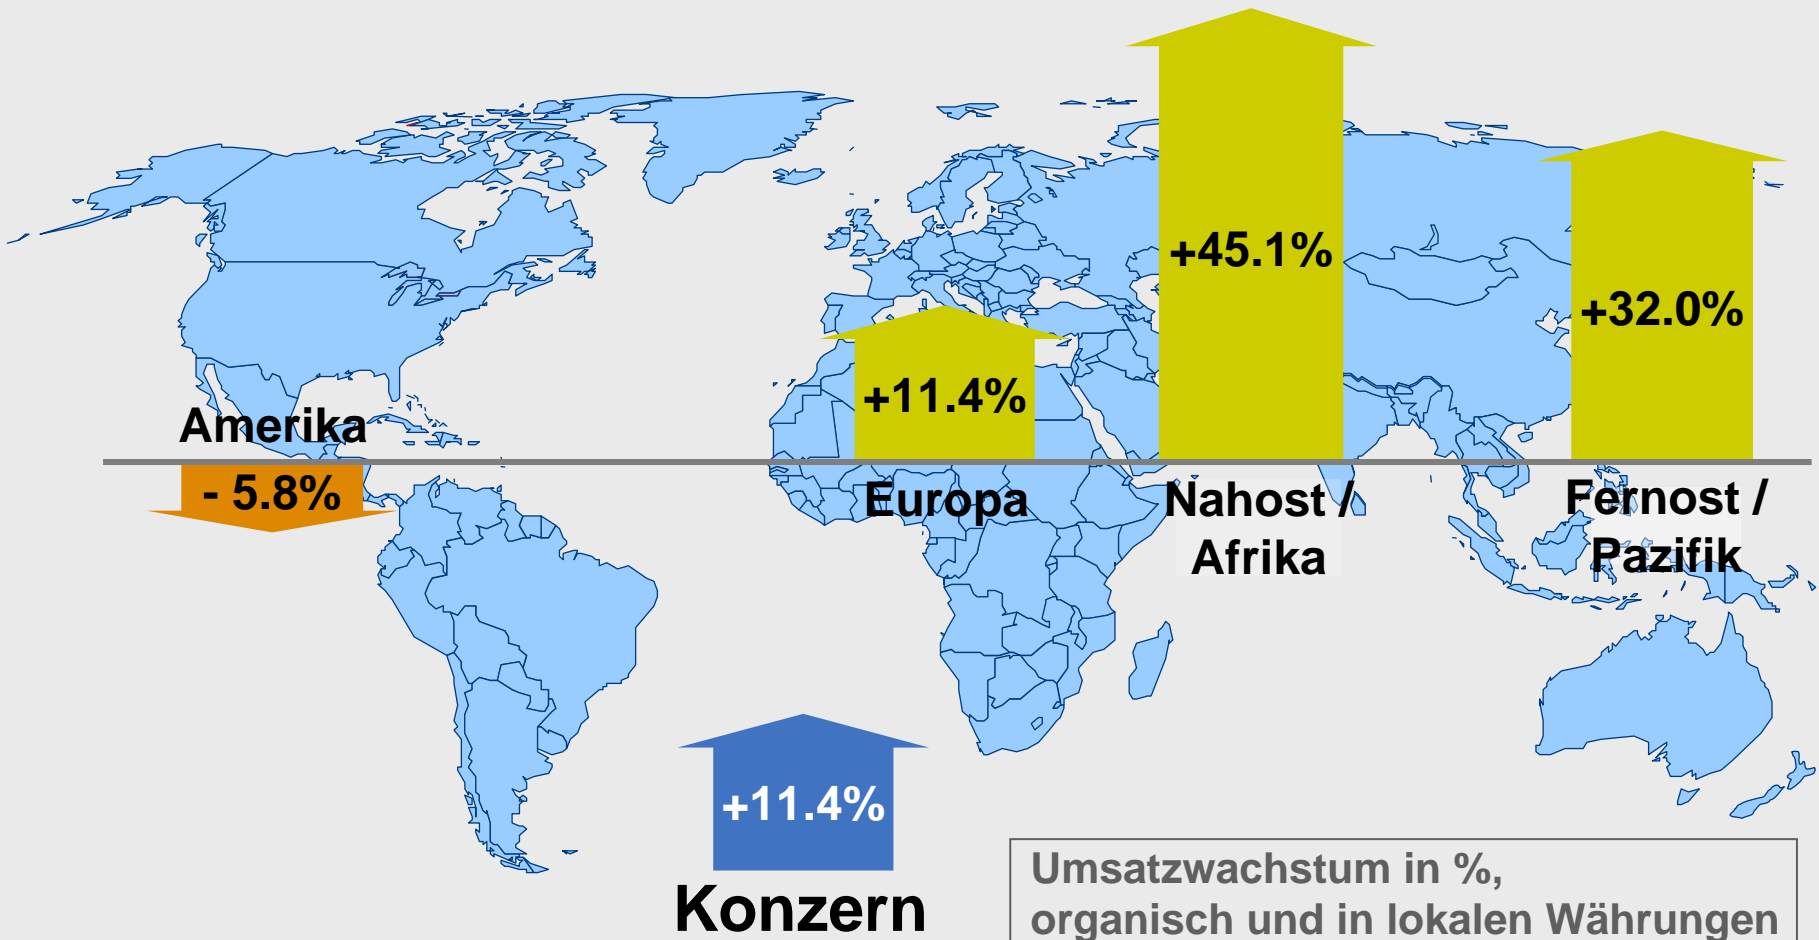 +45.1%
+32.0%
+11.4%
Amerika
- 5.8%
Europa
Nahost /
Afrika
Fernost /
Pazifik
+11.4%
Konzern
Umsatzwachstum in %,
organisch und in lokalen Währungen